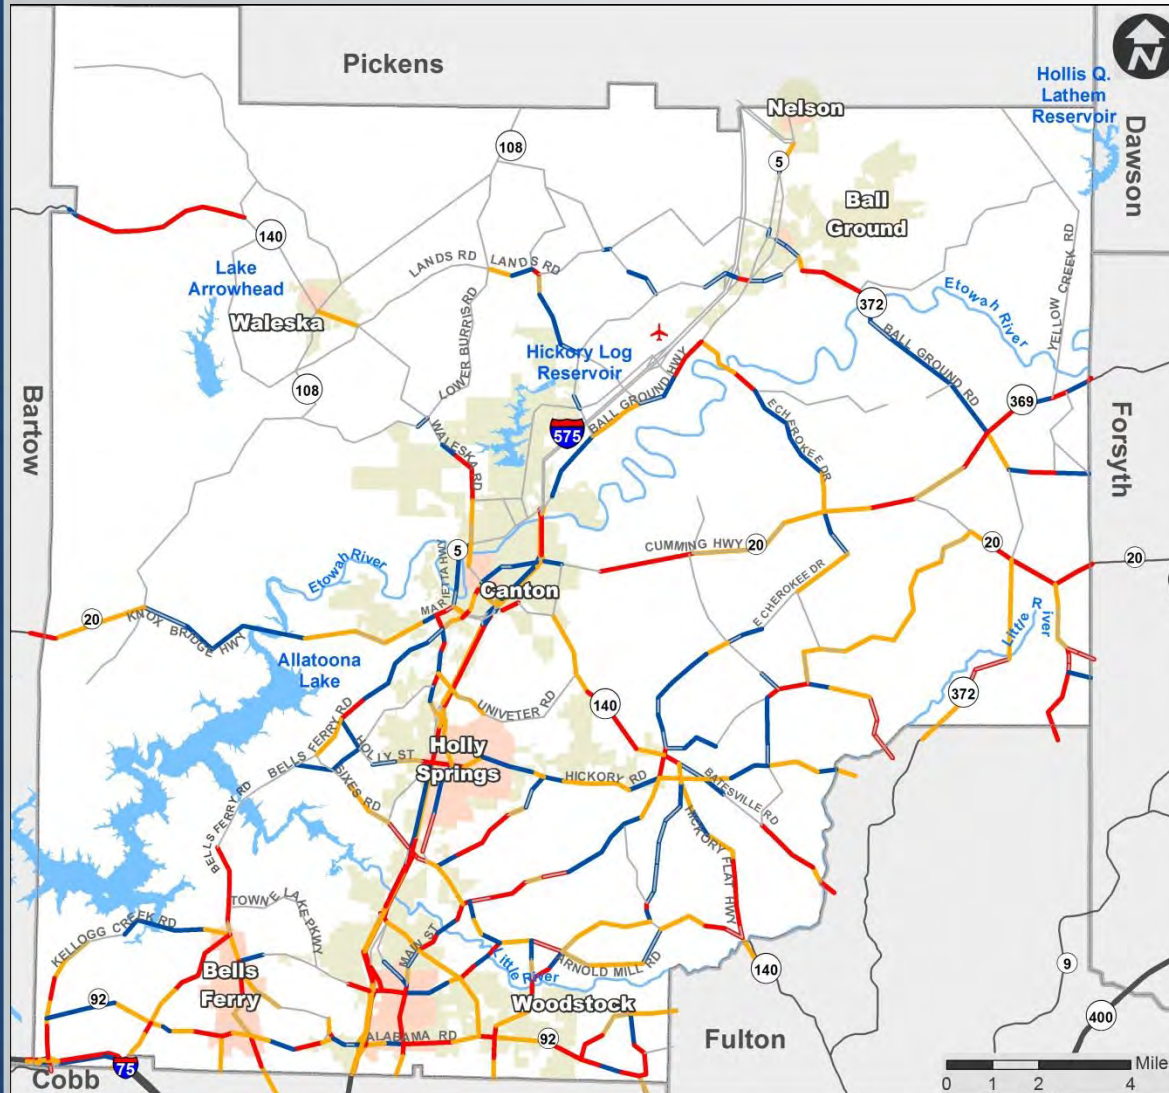 Pickens
Nelson
Hollis Q.
Lathem
Reservoir
Dawson
108
5
Ball
Ground
140
LANDS RD
LANDS RD
YELLOW CREEK RD
Lake
Arrowhead
Etowah River
372
Waleska
LOWER BURRIS RD
BALL GROUND RD
Hickory Log
Reservoir
BALL GROUND HWY
108
369
Bartow
E CHEROKEE DR
Forsyth
575
WALESKA RD
5
CUMMING HWY
20
20
20
Etowah River
MARIETTA HWY
E CHEROKEE DR
Canton
20
KNOX BRIDGE HWY
Little River
Allatoona
Lake
UNIVETER RD
140
372
BELLS FERRY RD
HOLLY ST
Holly
Springs
HICKORY RD
BATESVILLE RD
SIXES RD
BELLS FERRY RD
HICKORY FLAT HWY
TOWNE LAKE PKWY
KELLOGG CREEK RD
MAIN ST
Little River
ARNOLD MILL RD
140
9
Bells
Ferry
92
Woodstock
400
ALABAMA RD
92
Fulton
75
Cobb
Mile
0 1 2 4
N